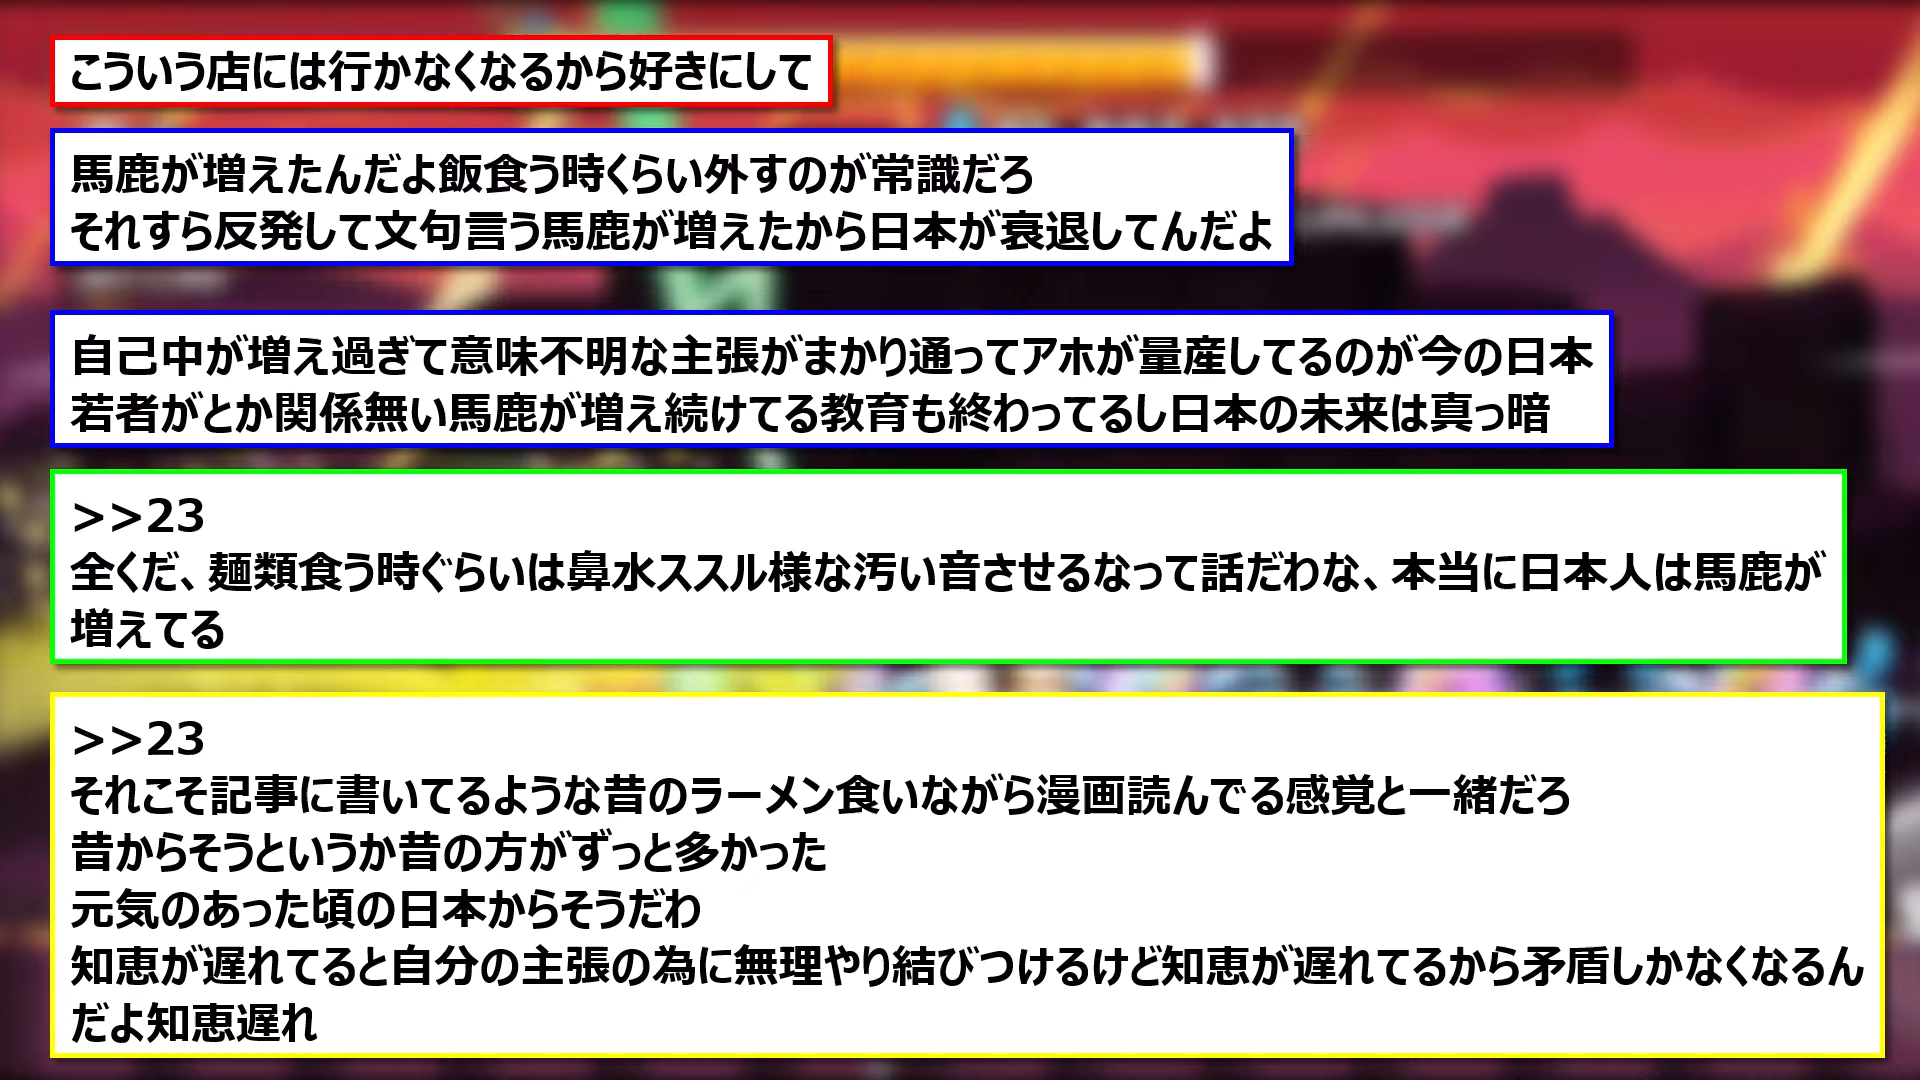 こういう店には行かなくなるから好きにして
馬鹿が増えたんだよ飯食う時くらい外すのが常識だろ
それすら反発して文句言う馬鹿が増えたから日本が衰退してんだよ
自己中が増え過ぎて意味不明な主張がまかり通ってアホが量産してるのが今の日本
若者がとか関係無い馬鹿が増え続けてる教育も終わってるし日本の未来は真っ暗
>>23
全くだ、麺類食う時ぐらいは鼻水ススル様な汚い音させるなって話だわな、本当に日本人は馬鹿が
増えてる
>>23
それこそ記事に書いてるような昔のラーメン食いながら漫画読んでる感覚と一緒だろ
昔からそうというか昔の方がずっと多かった
元気のあった頃の日本からそうだわ
知恵が遅れてると自分の主張の為に無理やり結びつけるけど知恵が遅れてるから矛盾しかなくなるん
だよ知恵遅れ